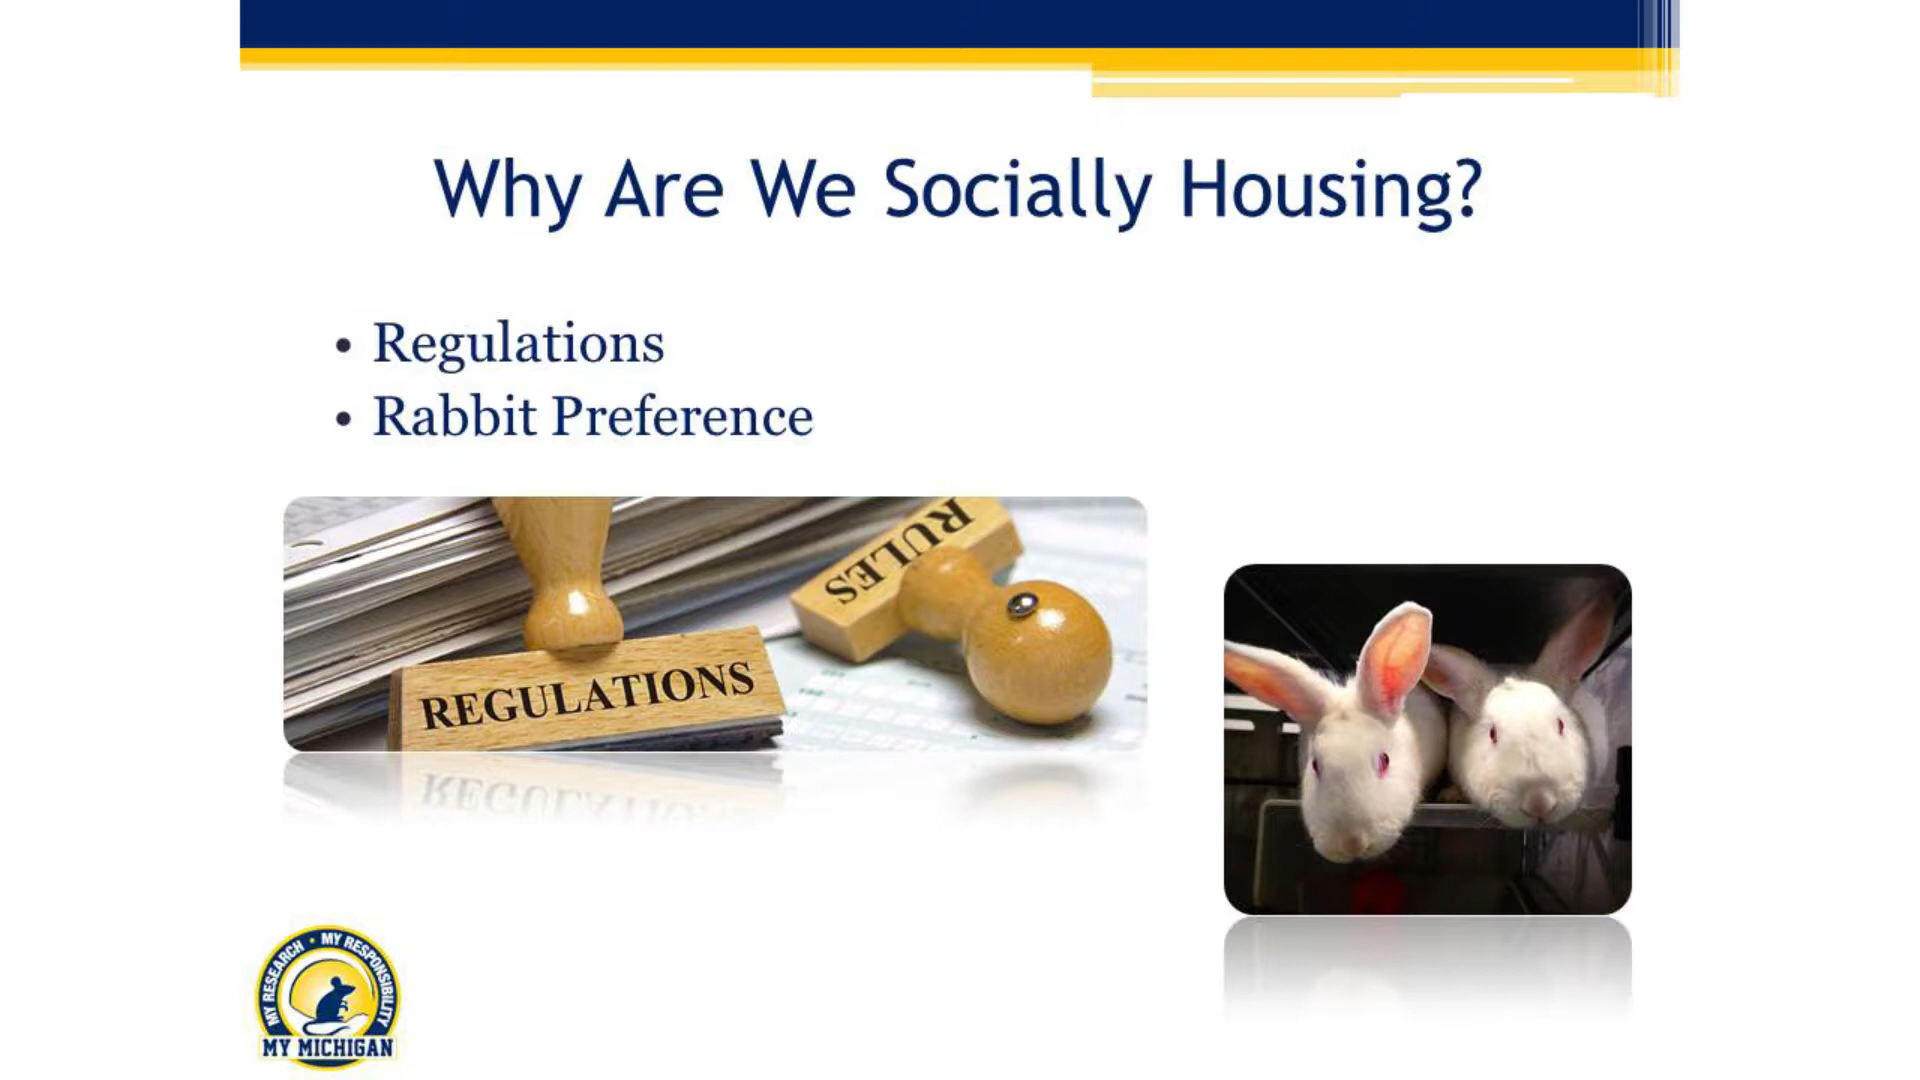 Why Are We Socially Housing?
• Regulations
• Rabbit Preference
RULES
REGULATIONS
MY RESEARCH • MY RESPONSIBILITY
MY MICHIGAN